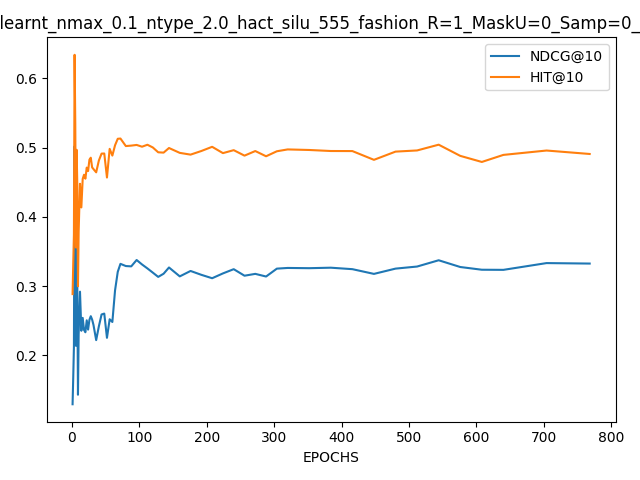 learnt_nmax_0.1_ntype_2.0_hact_silu_555_fashion_R=1_MaskU=0_Samp=0_
NDCG@10
HIT@10
0.6
0.5
0.4
0.3
0.2
0 100 200 300 400 500 600 700 800
EPOCHS